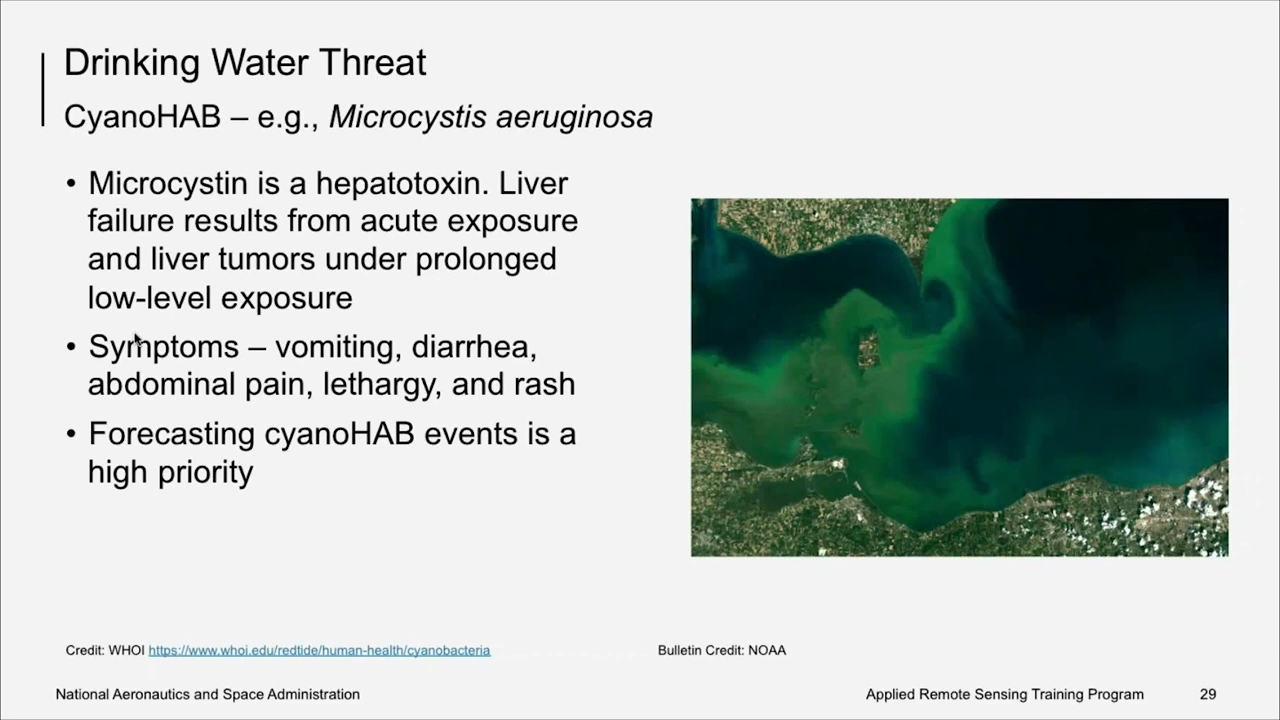 Drinking Water Threat
CyanoHAB – e.g., Microcystis aeruginosa
• Microcystin is a hepatotoxin. Liver
failure results from acute exposure
and liver tumors under prolonged
low-level exposure
• Symptoms – vomiting, diarrhea,
abdominal pain, lethargy, and rash
• Forecasting cyanoHAB events is a
high priority
Credit: WHOI https://www.whoi.edu/redtide/human-health/cyanobacteria
Bulletin Credit: NOAA
National Aeronautics and Space Administration
Applied Remote Sensing Training Program
29